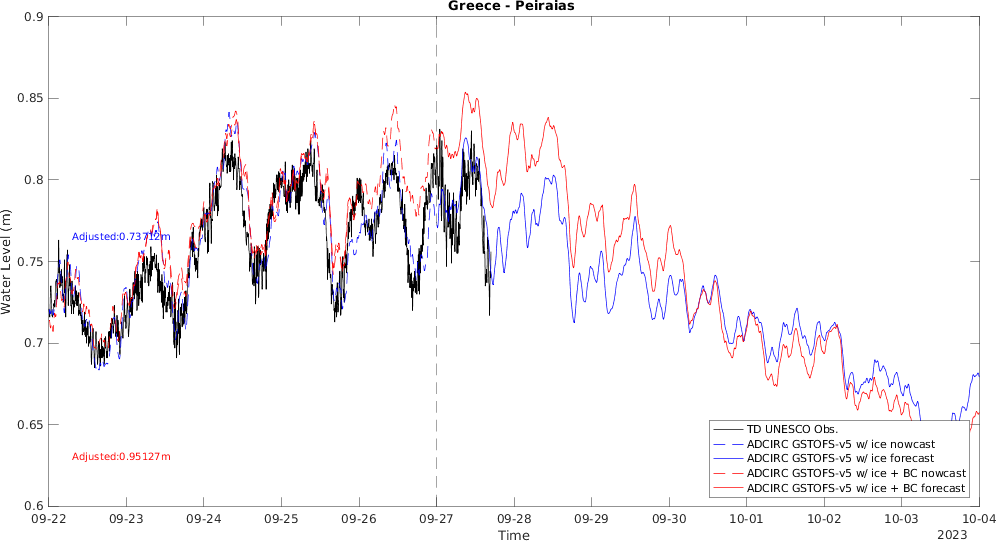 Greece - Peiraias
0.9
0.85
0.8
0.75
0.7
0.65
0.6
Water Level (m)
Adjusted:0.73712m
Adjusted:0.95127m
TD UNESCO Obs.
ADCIRC GSTOFS-v5 w/ ice nowcast
ADCIRC GSTOFS-v5 w/ ice forecast
ADCIRC GSTOFS-v5 w/ ice + BC nowcast
ADCIRC GSTOFS-v5 w/ ice + BC forecast
09-22 09-23 09-24 09-25 09-26 09-27 09-28 09-29 09-30 10-01 10-02 10-03 10-04
Time
2023